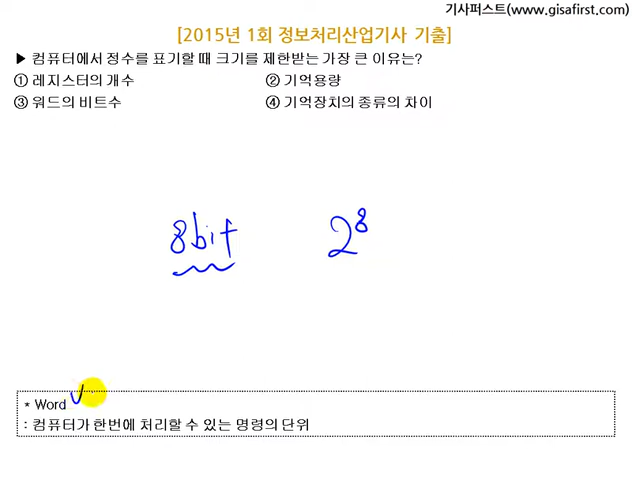 기사퍼스트(www.gisafirst.com)
[2015년 1회 정보처리산업기사 기출]
▶ 컴퓨터에서 정수를 표기할 때 크기를 제한받는 가장 큰 이유는?
① 레지스터의 개수 ② 기억용량
③ 워드의 비트수 ④ 기억장치의 종류의 차이
8bit 2⁸
* Word
: 컴퓨터가 한번에 처리할 수 있는 명령의 단위